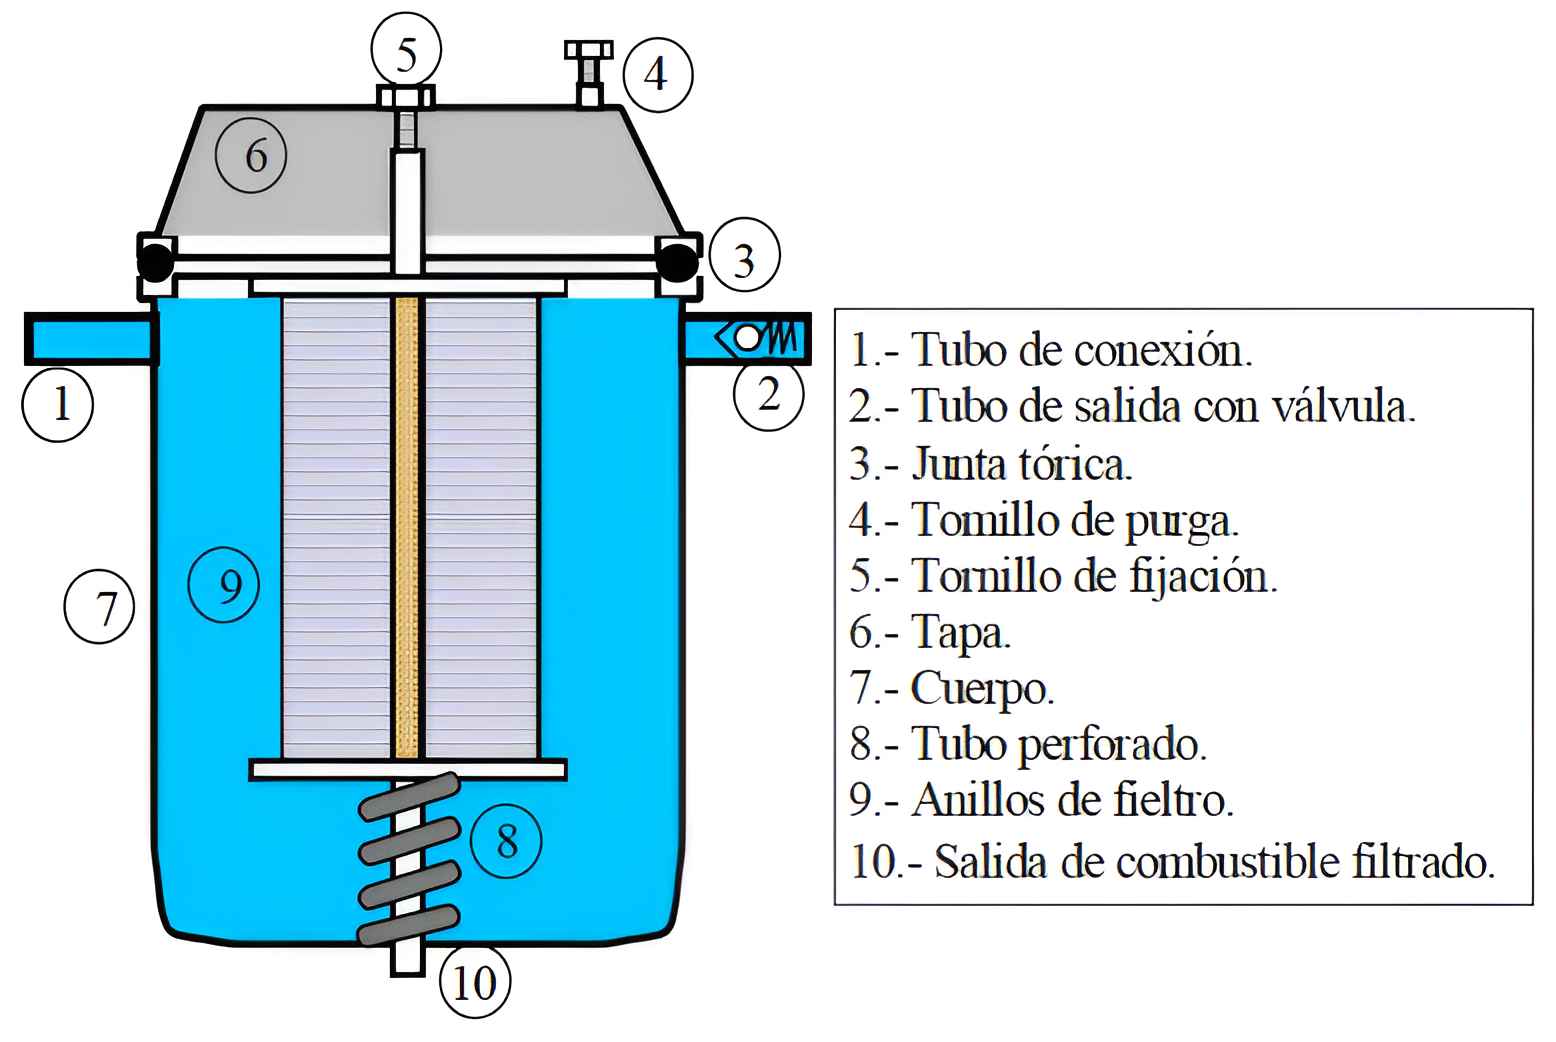 5
4
6
3
1
2
9
7
8
10
1.- Tubo de conexión.
2.- Tubo de salida con válvula.
3.- Junta tórica.
4.- Tomillo de purga.
5.- Tornillo de fijación.
6.- Tapa.
7.- Cuerpo.
8.- Tubo perforado.
9.- Anillos de fieltro.
10.- Salida de combustible filtrado.